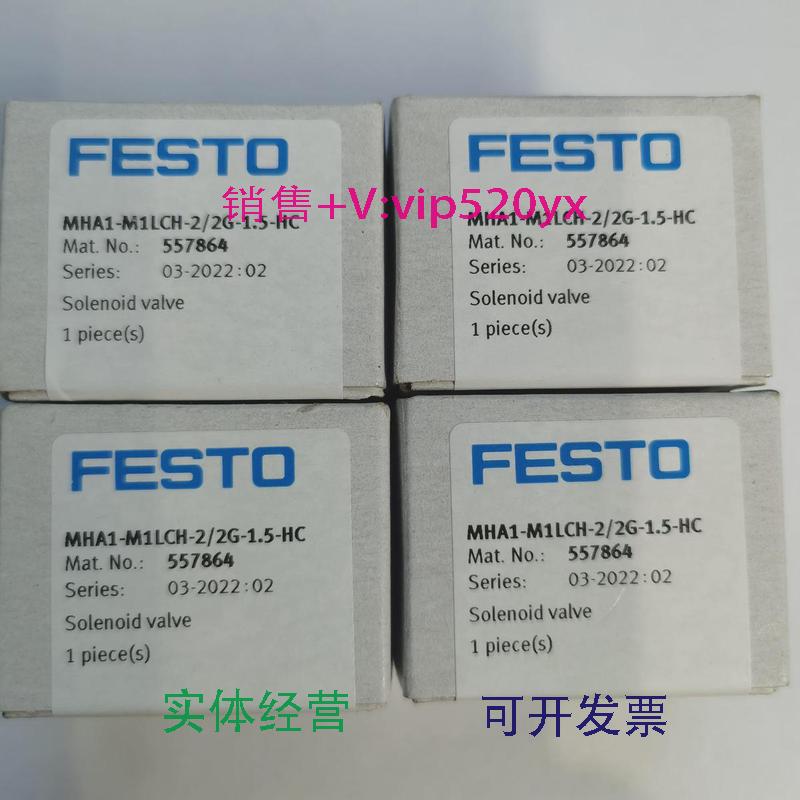 FESTO
MHA1-M1LCH-2/2G-1.5-HC
Mat. No.: 557864
Series: 03-2022:02
Solenoid valve
1 piece(s)
FESTO
MHA1-M1LCH-2/2G-1.5-HC
Mat. No.: 557864
Series: 03-2022:02
Solenoid valve
1 piece(s)
销售+V:vip520yx
FESTO
MHA1-M1LCH-2/2G-1.5-HC
Mat. No.: 557864
Series: 03-2022:02
Solenoid valve
1 piece(s)
FESTO
MHA1-M1LCH-2/2G-1.5-HC
Mat. No.: 557864
Series: 03-2022:02
Solenoid valve
1 piece(s)
实体经营
可开发票